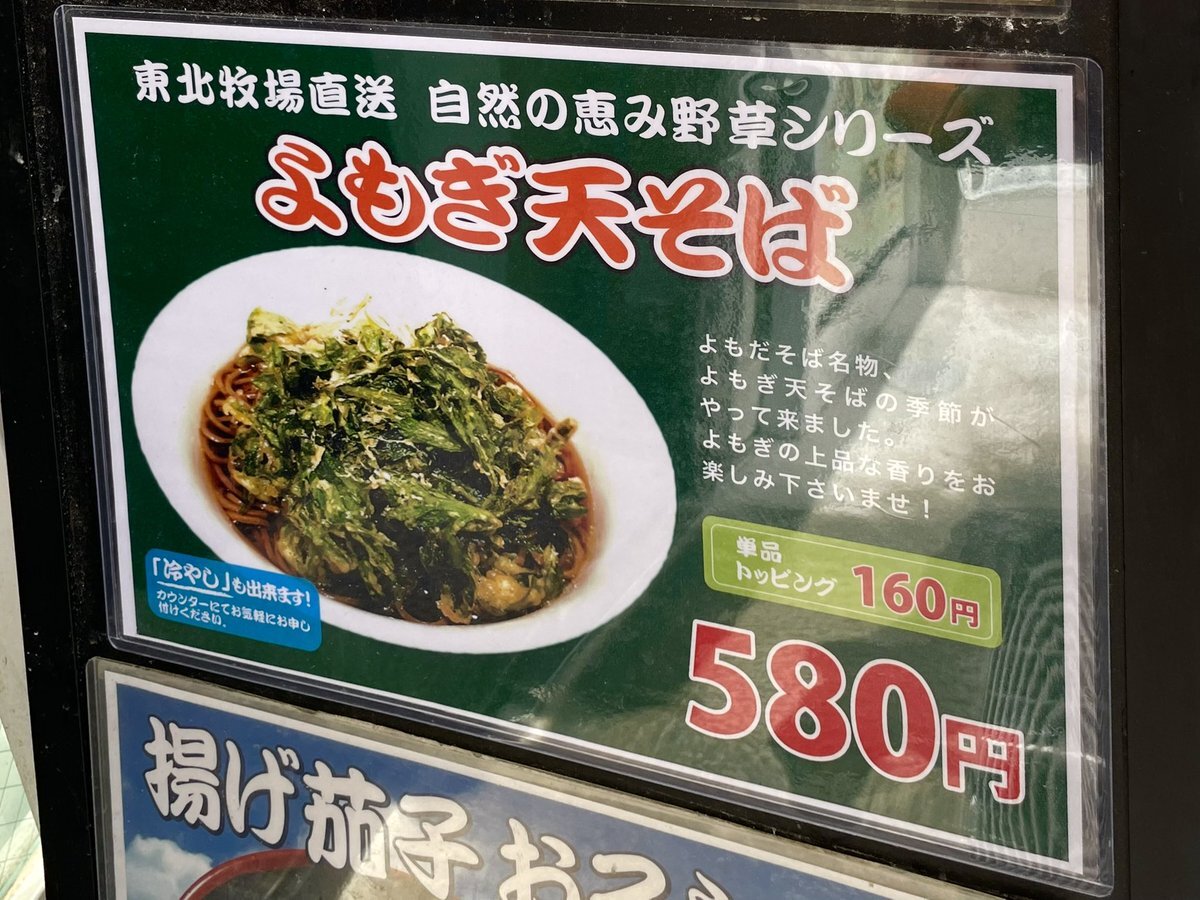 東北牧場直送 自然の恵み野草シリーズ
よもぎ天そば
よもだそば名物、
よもぎ天そばの季節が
やって来ました。
よもぎの上品な香りをお
楽しみ下さいませ！
単品
トッピング 160円
580円
「冷やし」も出来ます！
カウンターにてお気軽にお申し
付けください。
揚げ茄子おろし